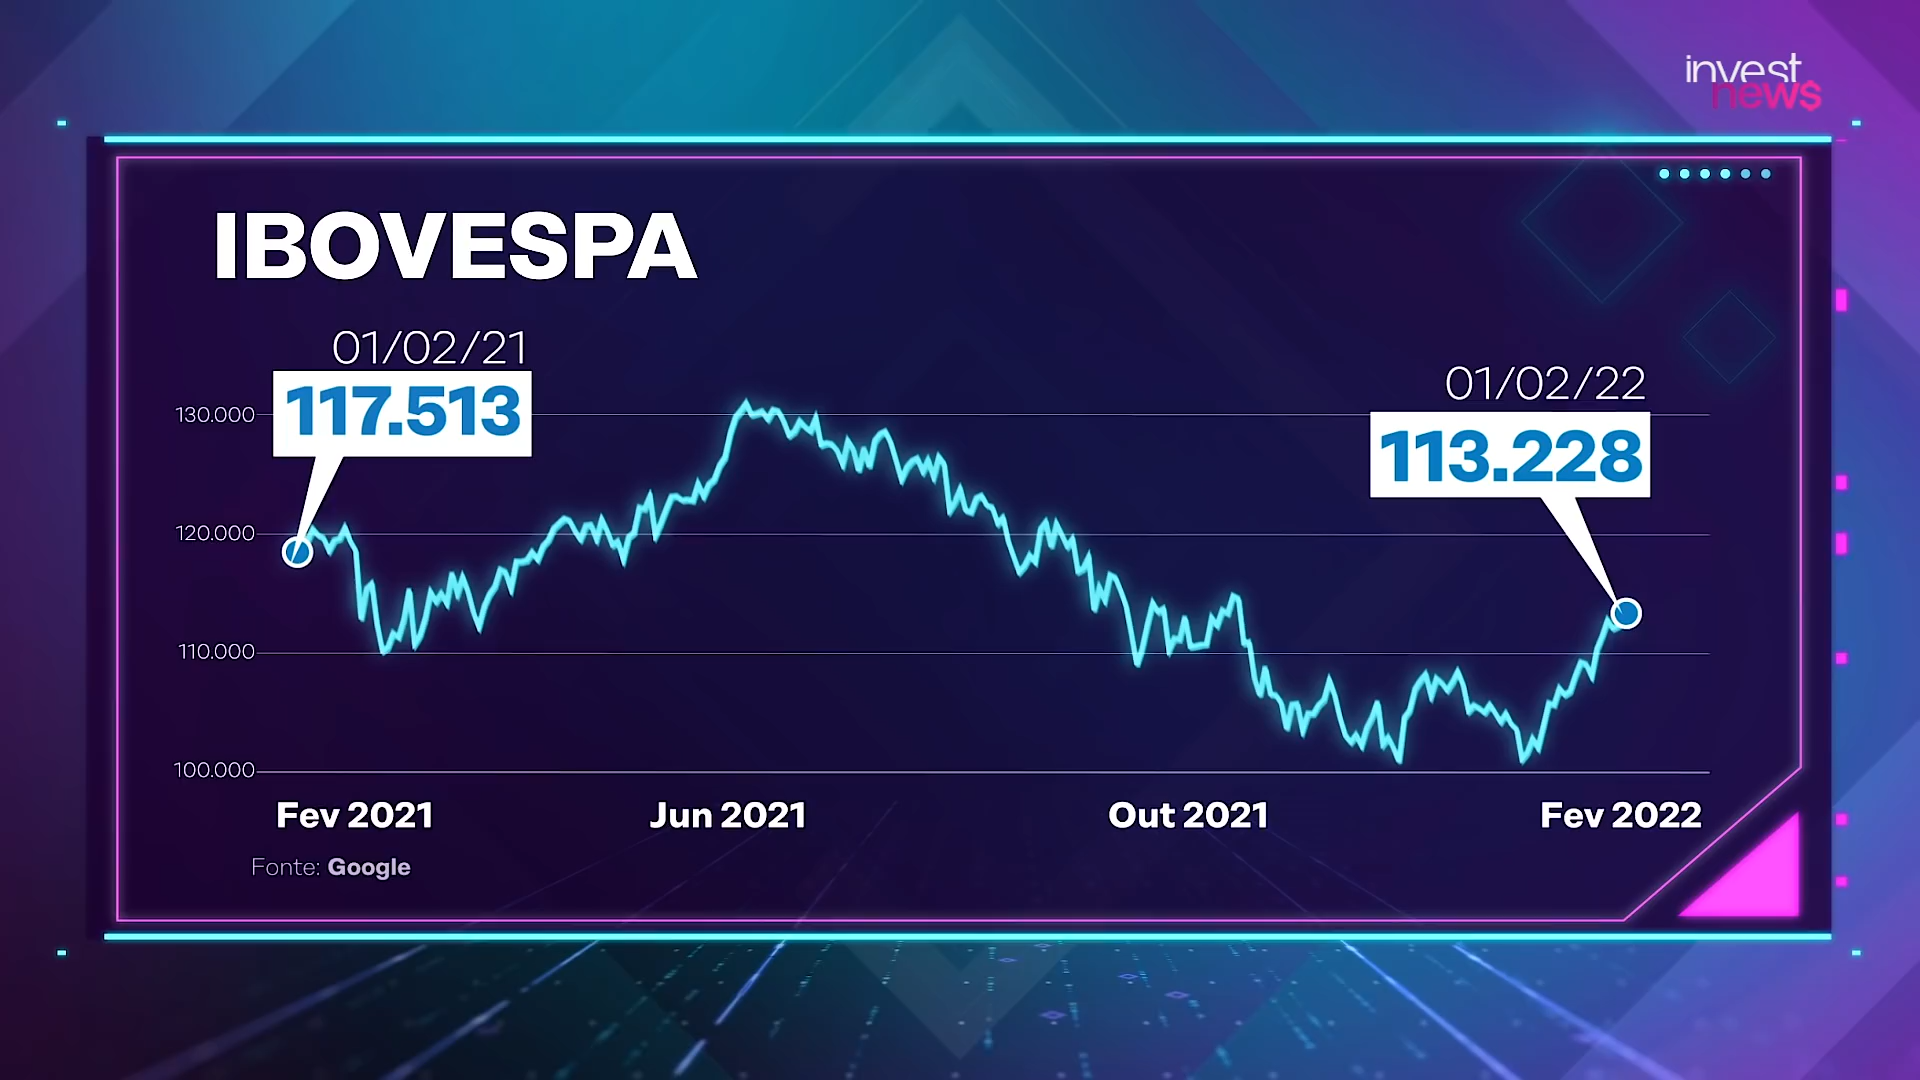 invest
new$
IBOVESPA
01/02/21
117.513
01/02/22
113.228
130.000
120.000
110.000
100.000
Fev 2021
Jun 2021
Out 2021
Fev 2022
Fonte: Google